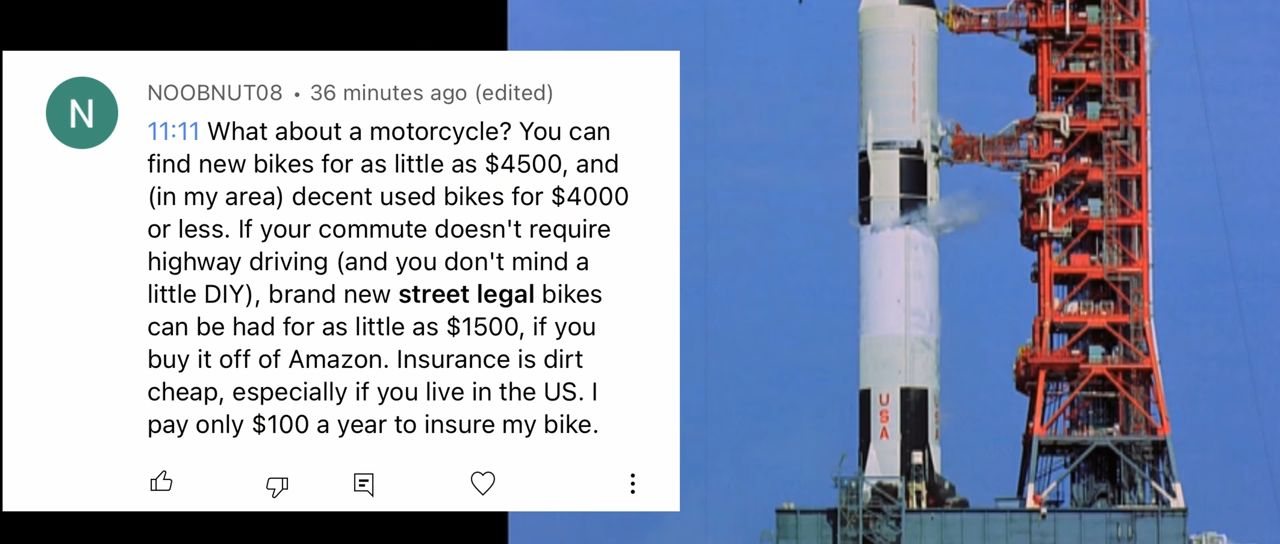 NOOBNUT08 • 36 minutes ago (edited)
N
11:11 What about a motorcycle? You can
find new bikes for as little as $4500, and
(in my area) decent used bikes for $4000
or less. If your commute doesn't require
highway driving (and you don't mind a
little DIY), brand new street legal bikes
can be had for as little as $1500, if you
buy it off of Amazon. Insurance is dirt
cheap, especially if you live in the US. I
pay only $100 a year to insure my bike.
USA
USA